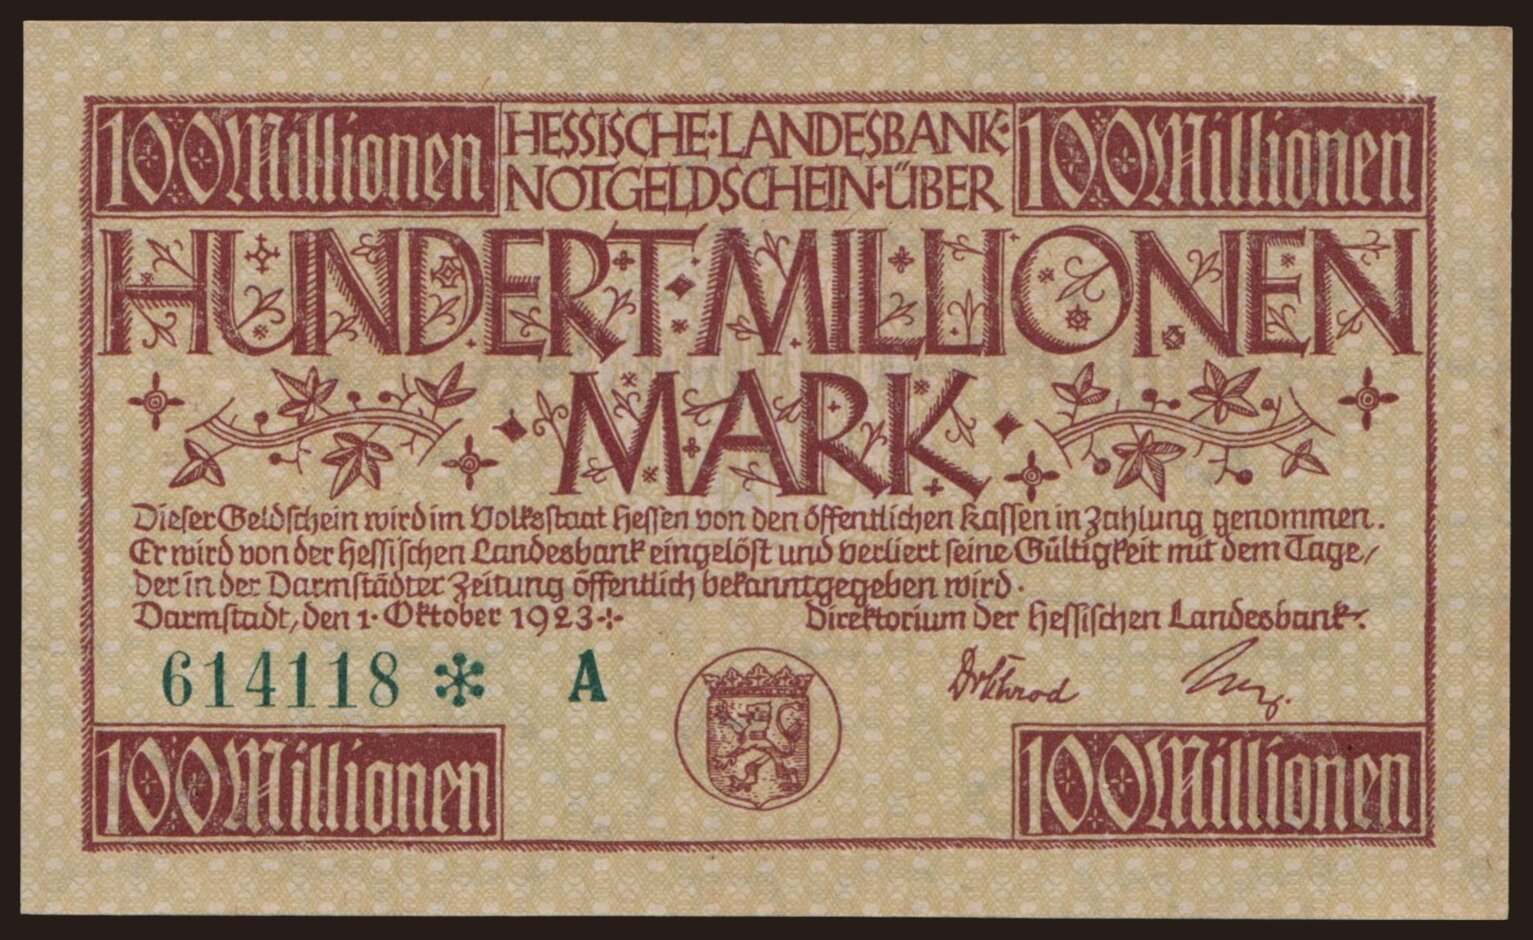 100 Millionen
HESSISCHE·LANDESBANK·
NOTGELDSCHEIN·ÜBER
100 Millionen
HUNDERT·MILLIONEN
·MARK·
Dieser Geldschein wird im Volksstaat Hessen von den öffentlichen Kassen in Zahlung genommen.
Er wird von der Hessischen Landesbank eingelöst und verliert seine Gültigkeit mit dem Tage,
der in der Darmstädter Zeitung öffentlich bekanntgegeben wird.
Darmstadt, den 1. Oktober 1923
Direktorium der Hessischen Landesbank.
614118 * A
100 Millionen
100 Millionen